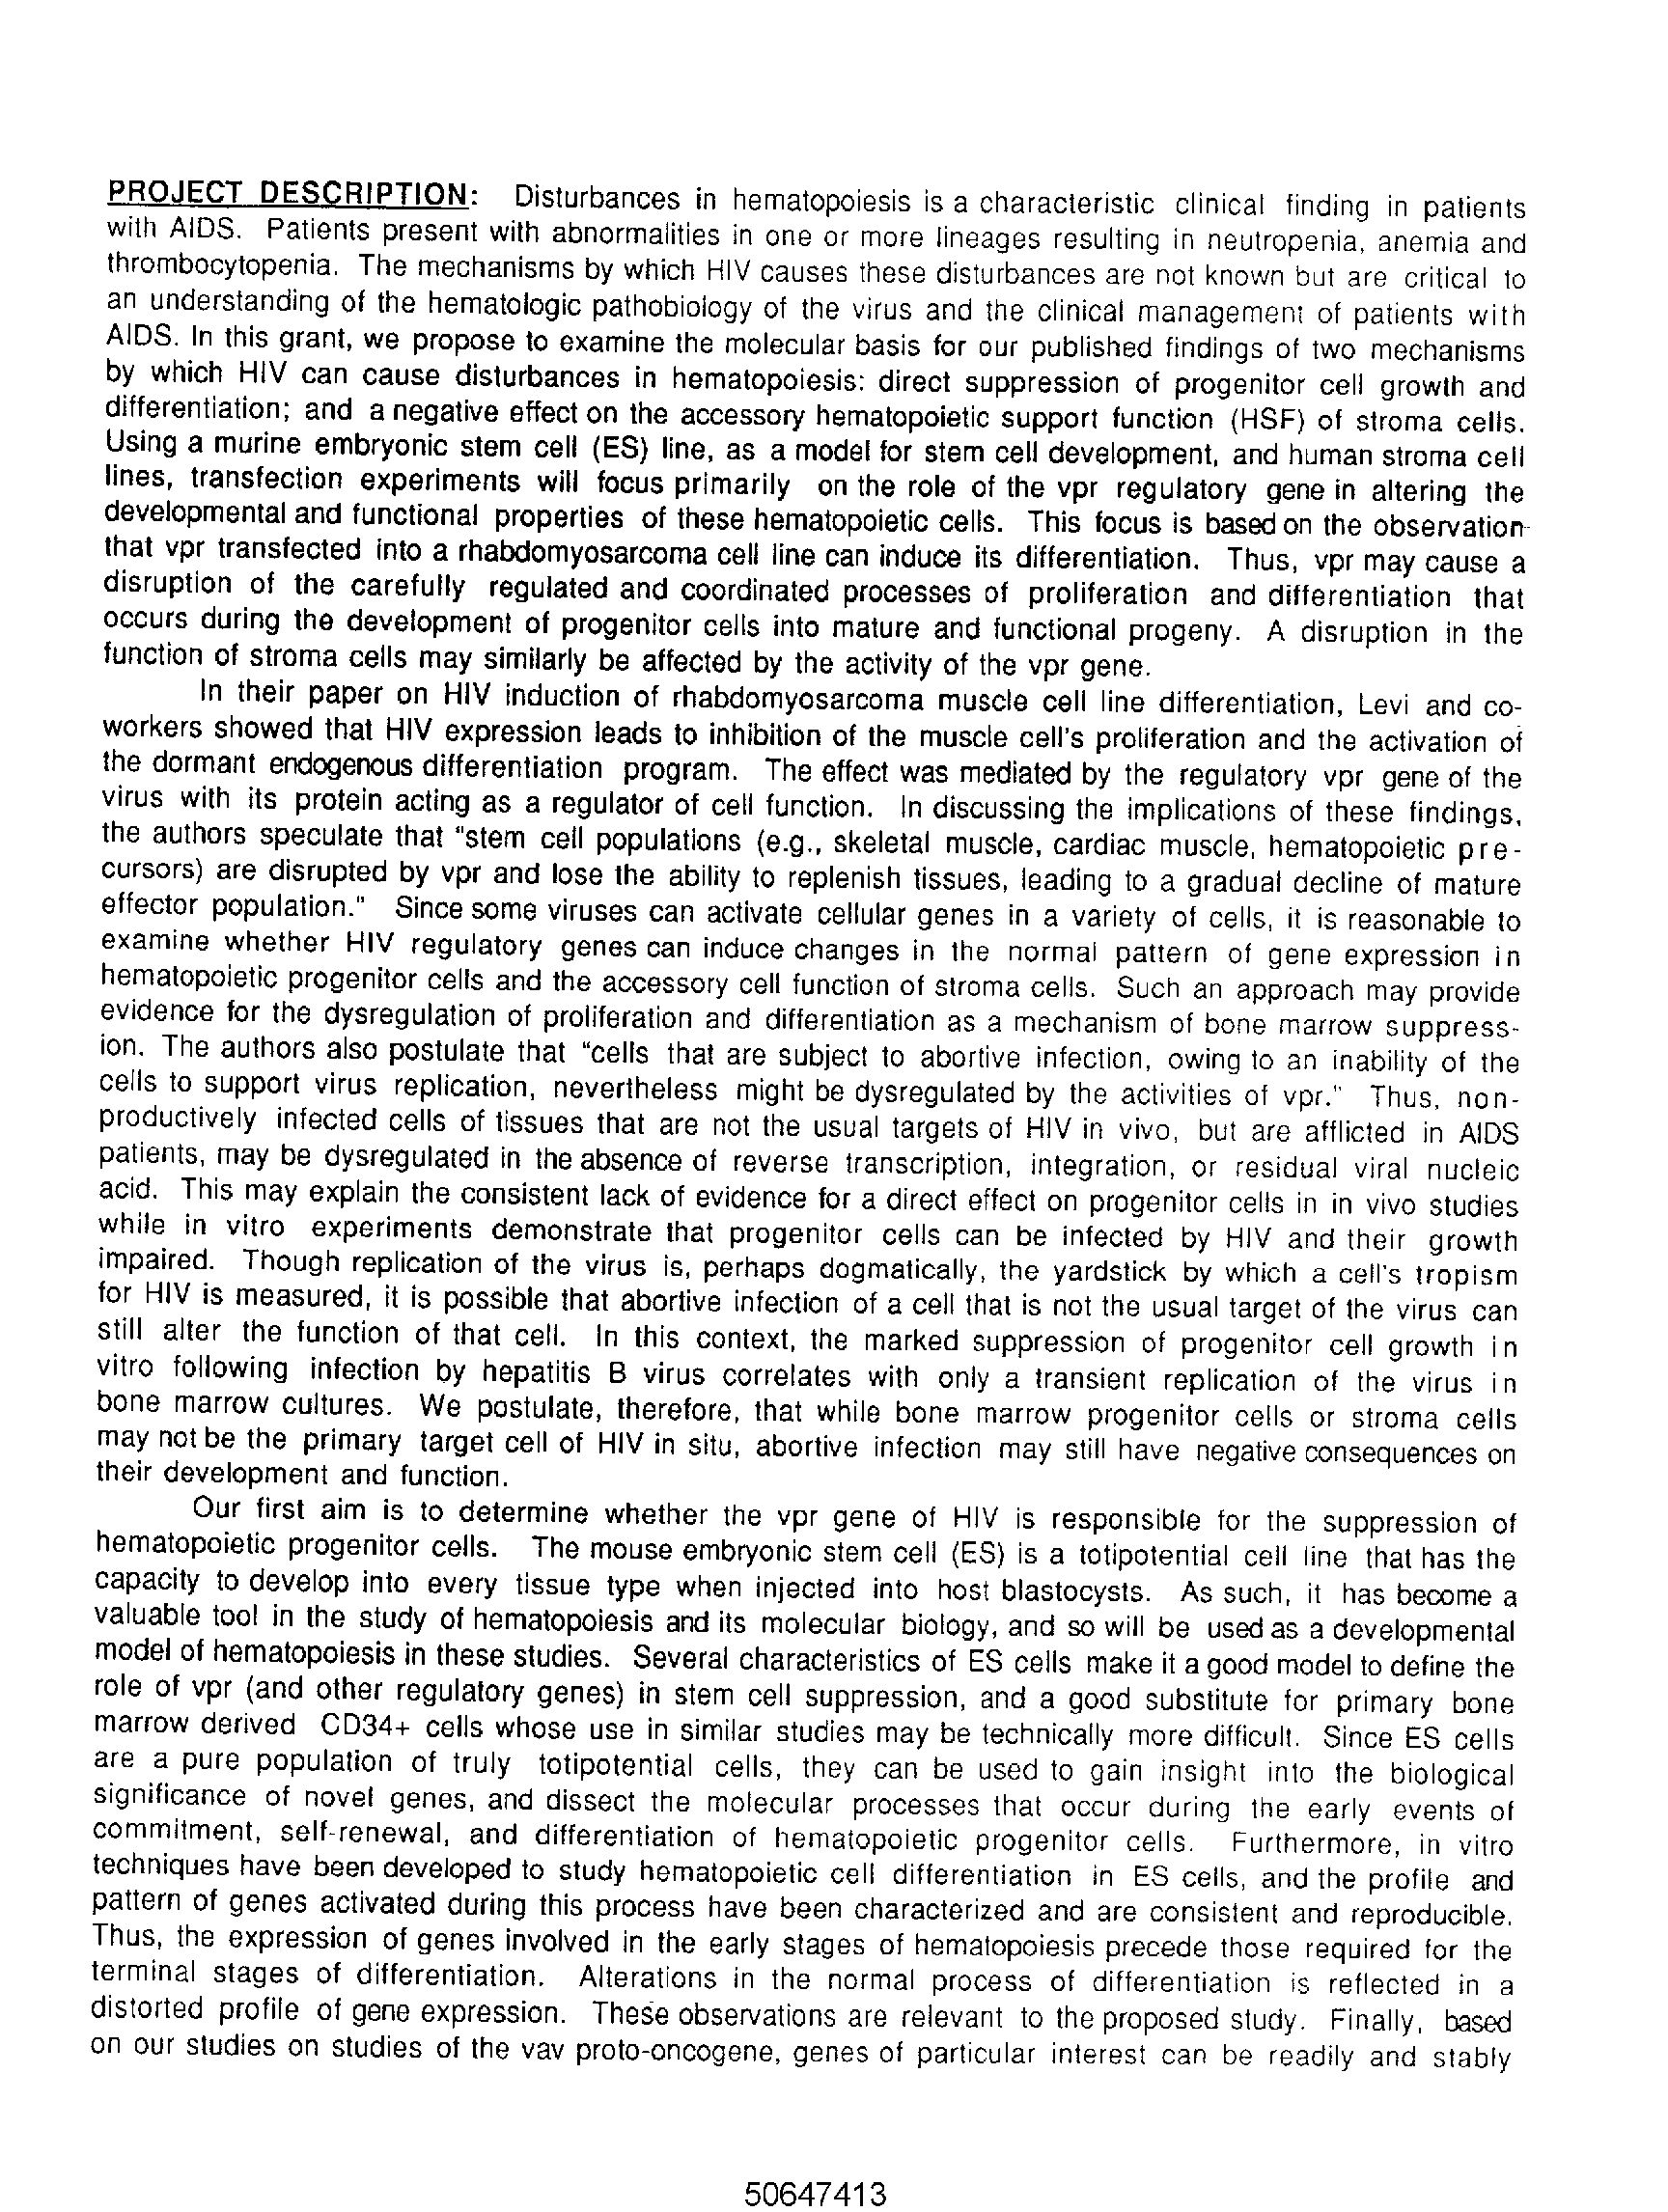 PROJECT DESCRIPTION: Disturbances in hematopoiesis is a characteristic clinical finding in patients
with AIDS. Patients present with abnormalities in one or more lineages resulting in neutropenia, anemia and
thrombocytopenia. The mechanisms by which HIV causes these disturbances are not known but are critical to
an understanding of the hematologic pathobiology of the virus and the clinical management of patients with
AIDS. In this grant, we propose to examine the molecular basis for our published findings of two mechanisms
by which HIV can cause disturbances in hematopoiesis: direct suppression of progenitor cell growth and
differentiation; and a negative effect on the accessory hematopoietic support function (HSF) of stroma cells.
Using a murine embryonic stem cell (ES) line, as a model for stem cell development, and human stroma cell
lines, transfection experiments will focus primarily on the role of the vpr regulatory gene in altering the
developmental and functional properties of these hematopoietic cells. This focus is based on the observation
that vpr transfected into a rhabdomyosarcoma cell line can induce its differentiation. Thus, vpr may cause a
disruption of the carefully regulated and coordinated processes of proliferation and differentiation that
occurs during the development of progenitor cells into mature and functional progeny. A disruption in the
function of stroma cells may similarly be affected by the activity of the vpr gene.
In their paper on HIV induction of rhabdomyosarcoma muscle cell line differentiation, Levi and co-
workers showed that HIV expression leads to inhibition of the muscle cell's proliferation and the activation of
the dormant endogenous differentiation program. The effect was mediated by the regulatory vpr gene of the
virus with its protein acting as a regulator of cell function. In discussing the implications of these findings,
the authors speculate that "stem cell populations (e.g., skeletal muscle, cardiac muscle, hematopoietic pre-
cursors) are disrupted by vpr and lose the ability to replenish tissues, leading to a gradual decline of mature
effector population." Since some viruses can activate cellular genes in a variety of cells, it is reasonable to
examine whether HIV regulatory genes can induce changes in the normal pattern of gene expression in
hematopoietic progenitor cells and the accessory cell function of stroma cells. Such an approach may provide
evidence for the dysregulation of proliferation and differentiation as a mechanism of bone marrow suppress-
ion. The authors also postulate that "cells that are subject to abortive infection, owing to an inability of the
cells to support virus replication, nevertheless might be dysregulated by the activities of vpr." Thus, non-
productively infected cells of tissues that are not the usual targets of HIV in vivo, but are afflicted in AIDS
patients, may be dysregulated in the absence of reverse transcription, integration, or residual viral nucleic
acid. This may explain the consistent lack of evidence for a direct effect on progenitor cells in in vivo studies
while in vitro experiments demonstrate that progenitor cells can be infected by HIV and their growth
impaired. Though replication of the virus is, perhaps dogmatically, the yardstick by which a cell's tropism
for HIV is measured, it is possible that abortive infection of a cell that is not the usual target of the virus can
still alter the function of that cell. In this context, the marked suppression of progenitor cell growth in
vitro following infection by hepatitis B virus correlates with only a transient replication of the virus in
bone marrow cultures. We postulate, therefore, that while bone marrow progenitor cells or stroma cells
may not be the primary target cell of HIV in situ, abortive infection may still have negative consequences on
their development and function.
Our first aim is to determine whether the vpr gene of HIV is responsible for the suppression of
hematopoietic progenitor cells. The mouse embryonic stem cell (ES) is a totipotential cell line that has the
capacity to develop into every tissue type when injected into host blastocysts. As such, it has become a
valuable tool in the study of hematopoiesis and its molecular biology, and so will be used as a developmental
model of hematopoiesis in these studies. Several characteristics of ES cells make it a good model to define the
role of vpr (and other regulatory genes) in stem cell suppression, and a good substitute for primary bone
marrow derived CD34+ cells whose use in similar studies may be technically more difficult. Since ES cells
are a pure population of truly totipotential cells, they can be used to gain insight into the biological
significance of novel genes, and dissect the molecular processes that occur during the early events of
commitment, self-renewal, and differentiation of hematopoietic progenitor cells. Furthermore, in vitro
techniques have been developed to study hematopoietic cell differentiation in ES cells, and the profile and
pattern of genes activated during this process have been characterized and are consistent and reproducible.
Thus, the expression of genes involved in the early stages of hematopoiesis precede those required for the
terminal stages of differentiation. Alterations in the normal process of differentiation is reflected in a
distorted profile of gene expression. These observations are relevant to the proposed study. Finally, based
on our studies on studies of the vav proto-oncogene, genes of particular interest can be readily and stably
50647413